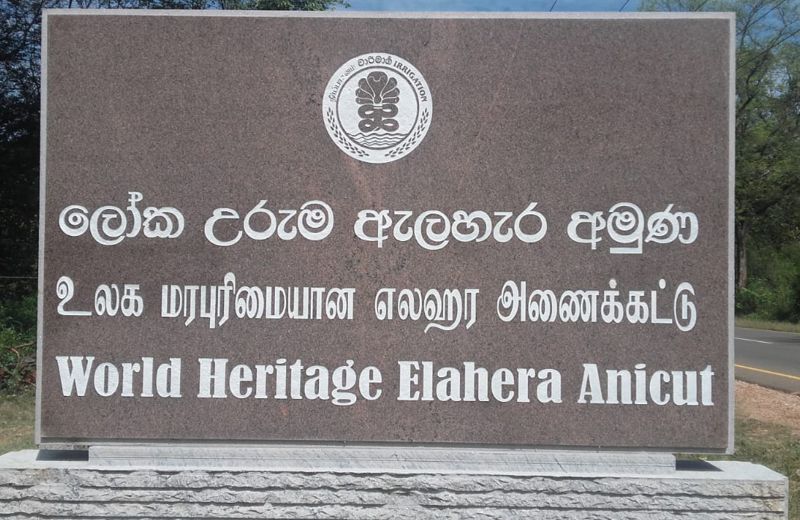 වාරිමාර්ග IRRIGATION
ලෝක උරුම ඇලහැර අමුණ
உலக மரபுரிமையான எலஹர அணைக்கட்டு
World Heritage Elahera Anicut